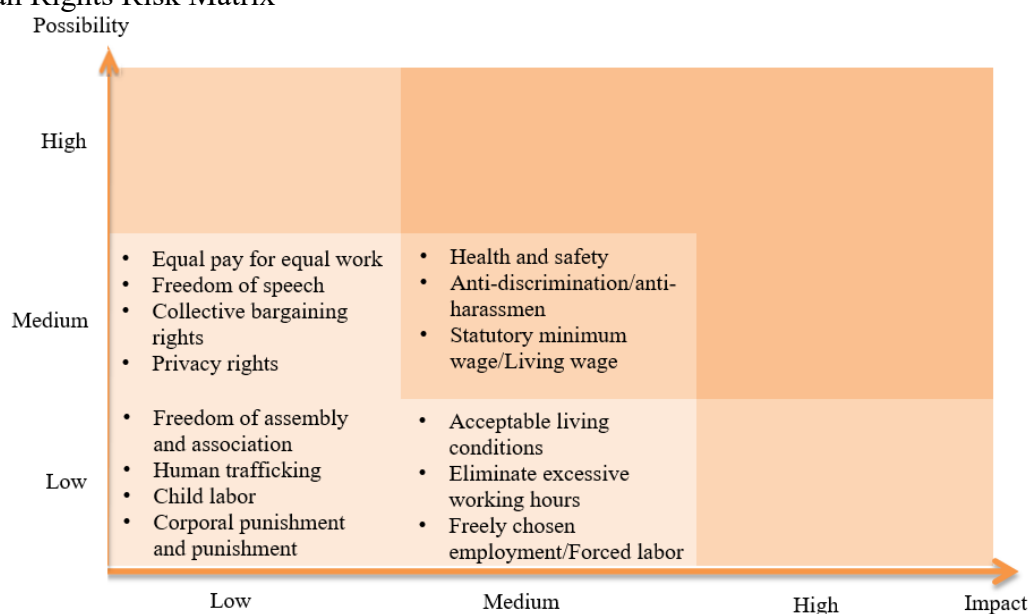 Rights Risk Matrix
Possibility
High
• Equal pay for equal work
• Freedom of speech
• Collective bargaining
rights
• Privacy rights
• Health and safety
• Anti-discrimination/anti-
harassmen
• Statutory minimum
wage/Living wage
Medium
• Freedom of assembly
and association
• Human trafficking
• Child labor
• Corporal punishment
and punishment
• Acceptable living
conditions
• Eliminate excessive
working hours
• Freely chosen
employment/Forced labor
Low
Low
Medium
High
Impact